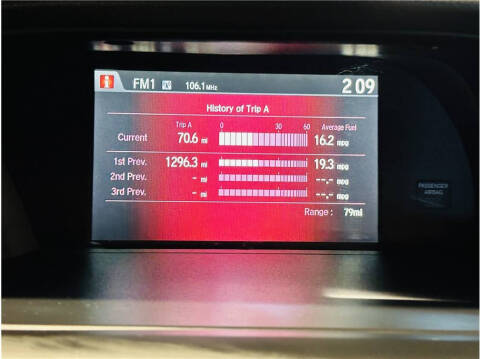 FM1 106.1 MHz 2 09
History of Trip A
Trip A 0 30 60 Average Fuel
Current 70.6 mi 16.2 mpg
1st Prev. 1296.3 mi 19.3 mpg
2nd Prev. - mi --.- mpg
3rd Prev. - mi --.- mpg
Range : 79mi
PASSENGER
AIRBAG